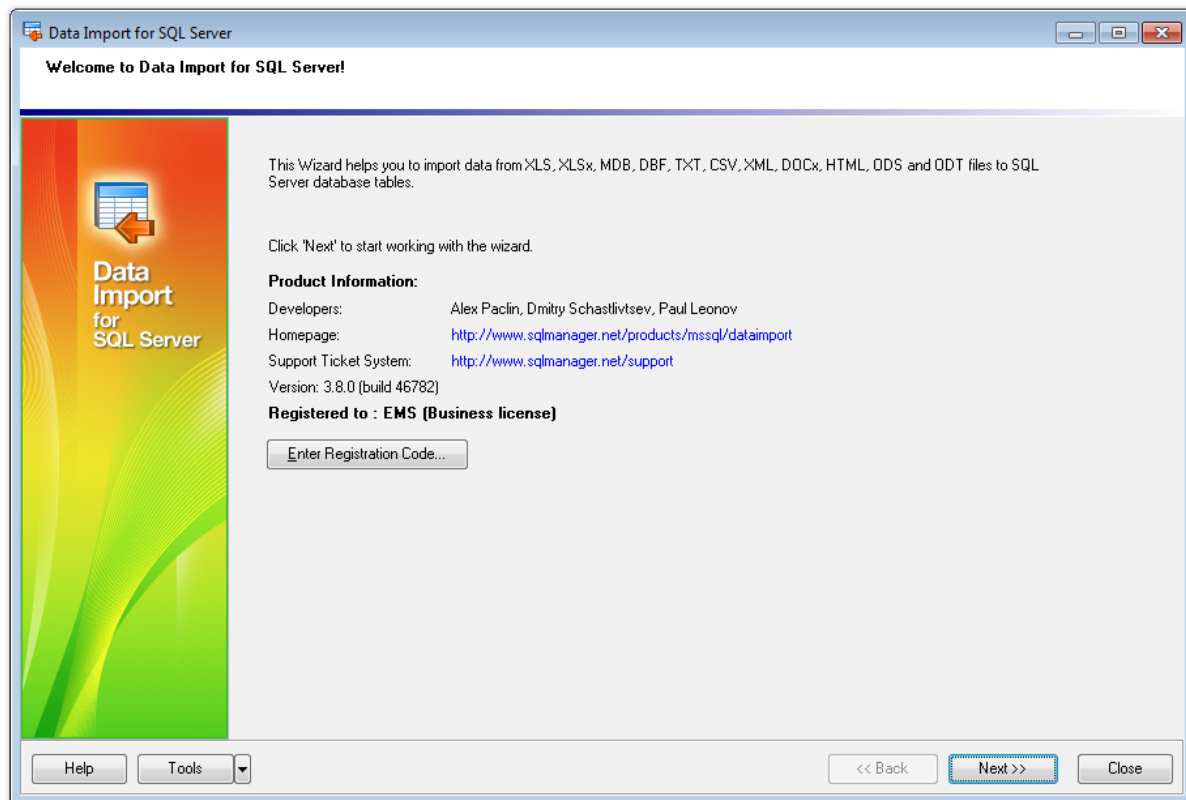 Data Import for SQL Server
Welcome to Data Import for SQL Server!
Data
Import
for
SQL Server
This Wizard helps you to import data from XLS, XLSx, MDB, DBF, TXT, CSV, XML, DOCx, HTML, ODS and ODT files to SQL
Server database tables.
Click 'Next' to start working with the wizard.
Product Information:
Developers: Alex Paclin, Dmitry Schastlivtsev, Paul Leonov
Homepage: http://www.sqlmanager.net/products/mssql/dataimport
Support Ticket System: http://www.sqlmanager.net/support
Version: 3.8.0 (build 46782)
Registered to : EMS (Business license)
Enter Registration Code...
Help Tools << Back Next >> Close